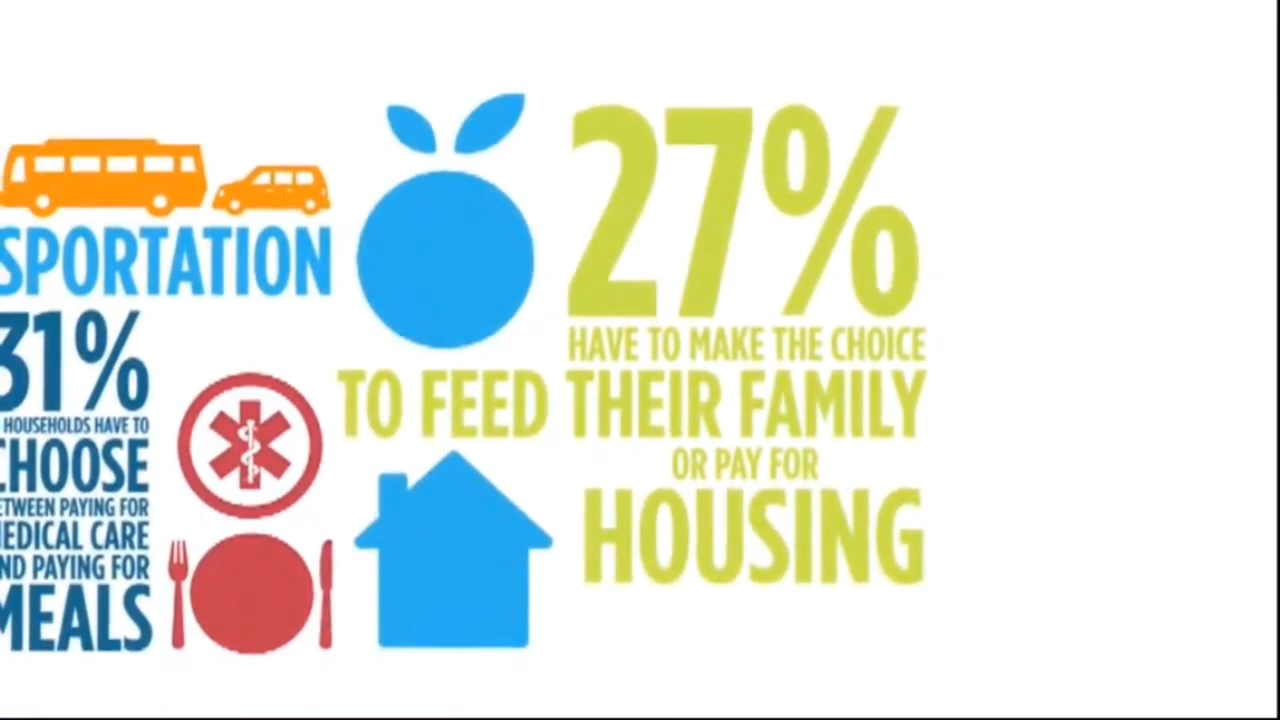 SPORTATION
31%
HOUSEHOLDS HAVE TO
CHOOSE
ETWEEN PAYING FOR
EDICAL CARE
ND PAYING FOR
MEALS
27%
HAVE TO MAKE THE CHOICE
TO FEED THEIR FAMILY
OR PAY FOR
HOUSING